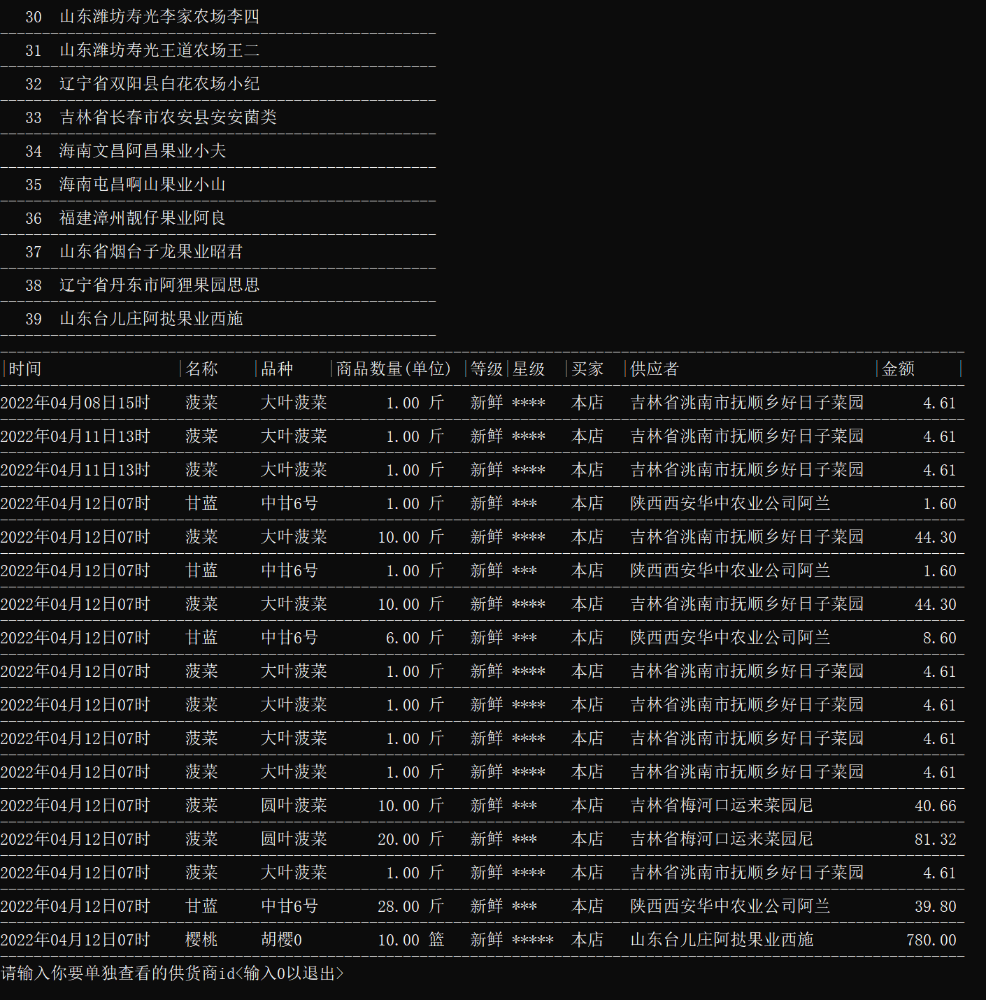 30 山东潍坊寿光李家农场李四
31 山东潍坊寿光王道农场王二
32 辽宁省双阳县白花农场小纪
33 吉林省长春市农安县安安菌类
34 海南文昌阿昌果业小夫
35 海南屯昌啊山果业小山
36 福建漳州靓仔果业阿良
37 山东省烟台子龙果业昭君
38 辽宁省丹东市阿狸果园思思
39 山东台儿庄阿挞果业西施
|时间 |名称 |品种 |商品数量(单位) |等级|星级 |买家 |供应者 |金额 |
2022年04月08日15时 菠菜 大叶菠菜 1.00 斤 新鲜 **** 本店 吉林省洮南市抚顺乡好日子菜园 4.61
2022年04月11日13时 菠菜 大叶菠菜 1.00 斤 新鲜 **** 本店 吉林省洮南市抚顺乡好日子菜园 4.61
2022年04月11日13时 菠菜 大叶菠菜 1.00 斤 新鲜 **** 本店 吉林省洮南市抚顺乡好日子菜园 4.61
2022年04月12日07时 甘蓝 中甘6号 1.00 斤 新鲜 *** 本店 陕西西安华中农业公司阿兰 1.60
2022年04月12日07时 菠菜 大叶菠菜 10.00 斤 新鲜 **** 本店 吉林省洮南市抚顺乡好日子菜园 44.30
2022年04月12日07时 甘蓝 中甘6号 1.00 斤 新鲜 *** 本店 陕西西安华中农业公司阿兰 1.60
2022年04月12日07时 菠菜 大叶菠菜 10.00 斤 新鲜 **** 本店 吉林省洮南市抚顺乡好日子菜园 44.30
2022年04月12日07时 甘蓝 中甘6号 6.00 斤 新鲜 *** 本店 陕西西安华中农业公司阿兰 8.60
2022年04月12日07时 菠菜 大叶菠菜 1.00 斤 新鲜 **** 本店 吉林省洮南市抚顺乡好日子菜园 4.61
2022年04月12日07时 菠菜 大叶菠菜 1.00 斤 新鲜 **** 本店 吉林省洮南市抚顺乡好日子菜园 4.61
2022年04月12日07时 菠菜 大叶菠菜 1.00 斤 新鲜 **** 本店 吉林省洮南市抚顺乡好日子菜园 4.61
2022年04月12日07时 菠菜 大叶菠菜 1.00 斤 新鲜 **** 本店 吉林省洮南市抚顺乡好日子菜园 4.61
2022年04月12日07时 菠菜 圆叶菠菜 10.00 斤 新鲜 *** 本店 吉林省梅河口运来菜园尼 40.66
2022年04月12日07时 菠菜 圆叶菠菜 20.00 斤 新鲜 *** 本店 吉林省梅河口运来菜园尼 81.32
2022年04月12日07时 菠菜 大叶菠菜 1.00 斤 新鲜 **** 本店 吉林省洮南市抚顺乡好日子菜园 4.61
2022年04月12日07时 甘蓝 中甘6号 28.00 斤 新鲜 *** 本店 陕西西安华中农业公司阿兰 39.80
2022年04月12日07时 樱桃 胡樱0 10.00 篮 新鲜 ***** 本店 山东台儿庄阿挞果业西施 780.00
请输入你要单独查看的供货商id<输入0以退出>